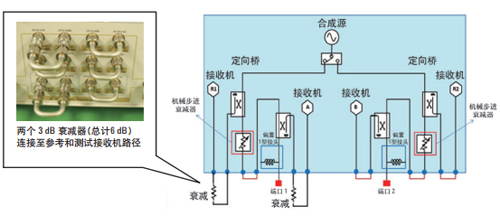 合成源
定向桥
定向桥
接收机
接收机
接收机
接收机
R1
A
B
R2
机械步进
衰减器
机械步进
衰减器
偏置
T型接头
偏置
T型接头
两个 3 dB 衰减器(总计6 dB)
连接至参考和测试接收机路径
衰减
端口 1
衰减
端口 2